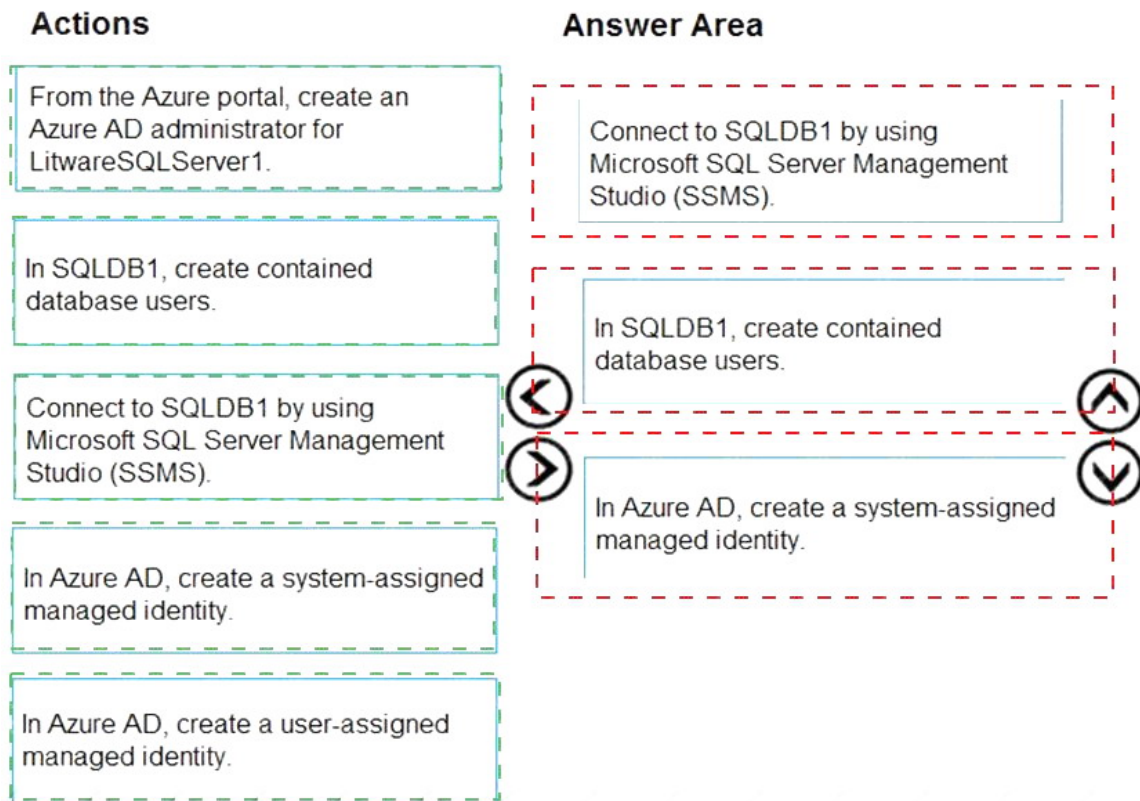 Actions
From the Azure portal, create an
Azure AD administrator for
LitwareSQLServer1.
In SQLDB1, create contained
database users.
Connect to SQLDB1 by using
Microsoft SQL Server Management
Studio (SSMS).
In Azure AD, create a system-assigned
managed identity.
In Azure AD, create a user-assigned
managed identity.
Answer Area
Connect to SQLDB1 by using
Microsoft SQL Server Management
Studio (SSMS).
In SQLDB1, create contained
database users.
In Azure AD, create a system-assigned
managed identity.